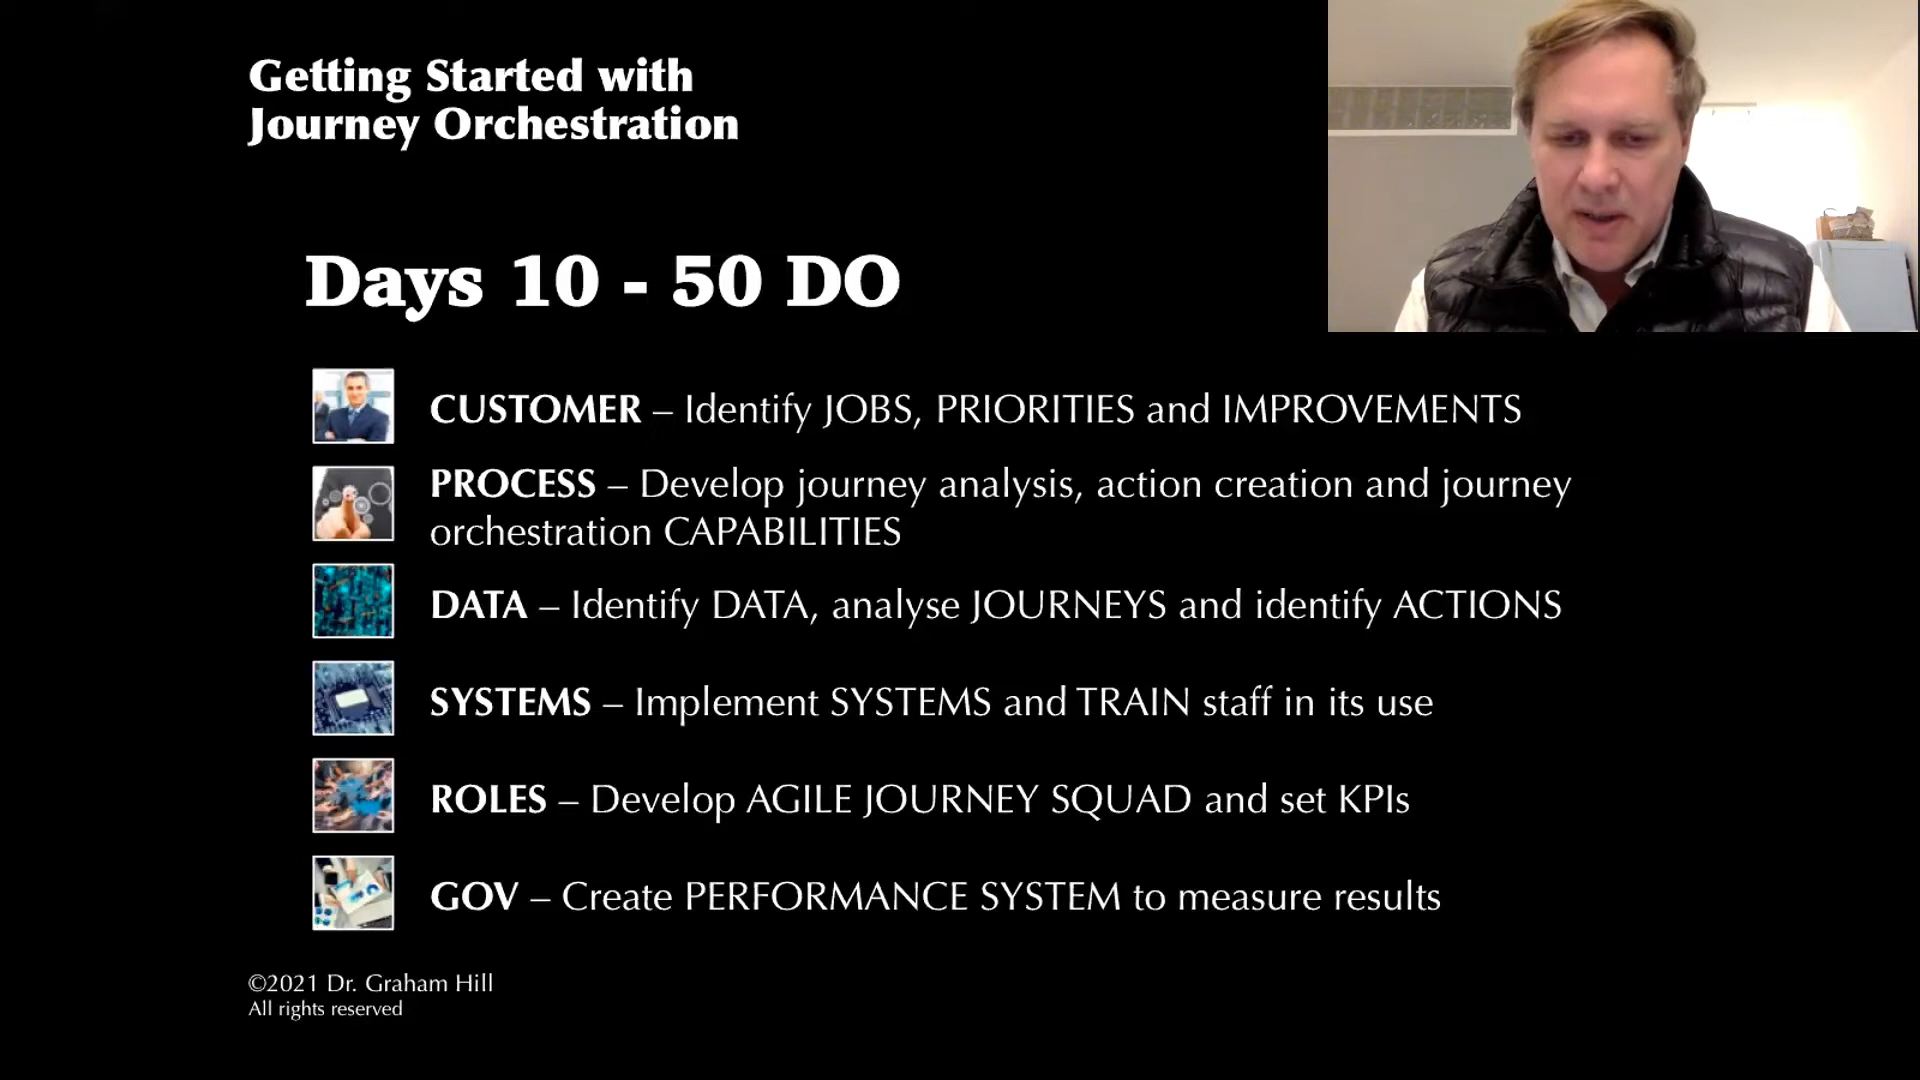 Getting Started with
Journey Orchestration
Days 10 - 50 DO
CUSTOMER – Identify JOBS, PRIORITIES and IMPROVEMENTS
PROCESS – Develop journey analysis, action creation and journey
orchestration CAPABILITIES
DATA – Identify DATA, analyse JOURNEYS and identify ACTIONS
SYSTEMS – Implement SYSTEMS and TRAIN staff in its use
ROLES – Develop AGILE JOURNEY SQUAD and set KPIs
GOV – Create PERFORMANCE SYSTEM to measure results
©2021 Dr. Graham Hill
All rights reserved